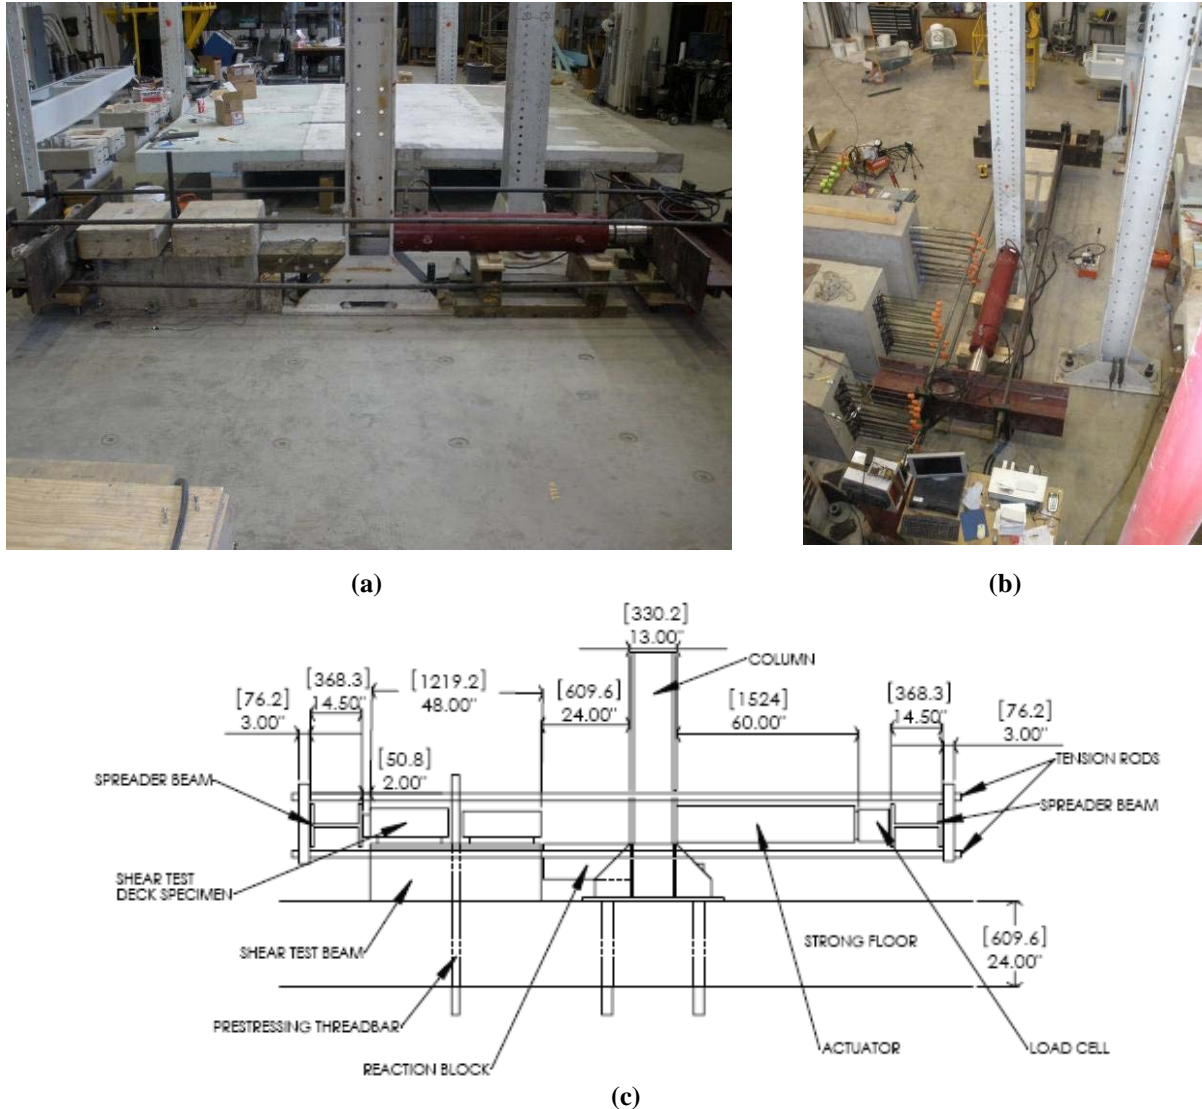 (a)
(b)
[330.2]
13.00"
COLUMN
[368.3]
14.50"
[1219.2]
48.00"
[609.6]
24.00"
[1524]
60.00"
[368.3]
14.50"
[76.2]
3.00"
[76.2]
3.00"
[50.8]
2.00"
TENSION RODS
SPREADER BEAM
SPREADER BEAM
SHEAR TEST
DECK SPECIMEN
SHEAR TEST BEAM
STRONG FLOOR
[609.6]
24.00"
PRESTRESSING THREADBAR
REACTION BLOCK
ACTUATOR
LOAD CELL
(c)